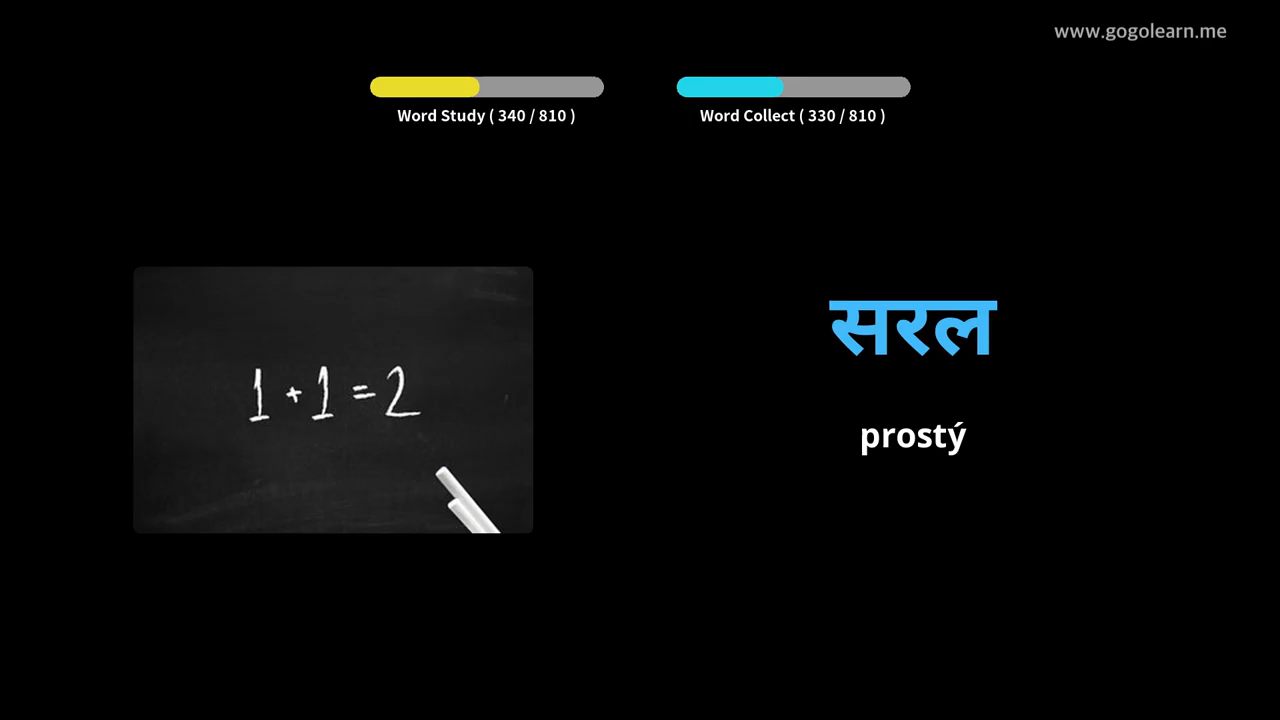 www.gogolearn.me
Word Study ( 340 / 810 )
Word Collect ( 330 / 810 )
1 + 1 = 2
सरल
prostý